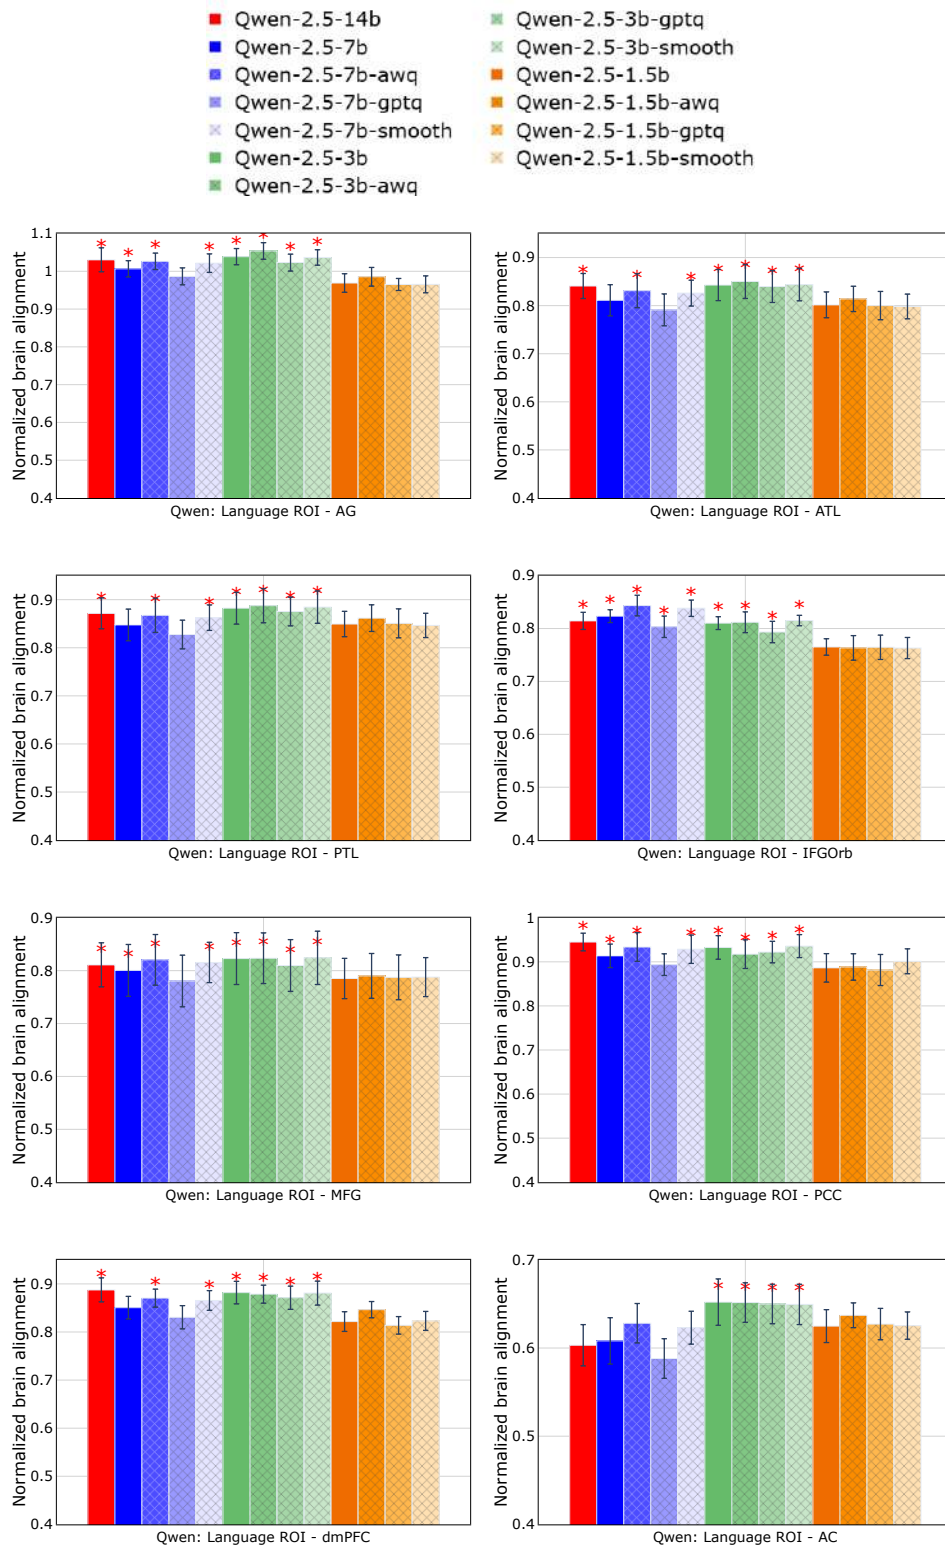 Qwen-2.5-14b
Qwen-2.5-7b
Qwen-2.5-7b-awq
Qwen-2.5-7b-gptq
Qwen-2.5-7b-smooth
Qwen-2.5-3b
Qwen-2.5-3b-awq
Qwen-2.5-3b-gptq
Qwen-2.5-3b-smooth
Qwen-2.5-1.5b
Qwen-2.5-1.5b-awq
Qwen-2.5-1.5b-gptq
Qwen-2.5-1.5b-smooth
Normalized brain alignment
1.1
1
0.9
0.8
0.7
0.6
0.5
0.4
Qwen: Language ROI - AG
Normalized brain alignment
0.9
0.8
0.7
0.6
0.5
0.4
Qwen: Language ROI - ATL
Normalized brain alignment
0.9
0.8
0.7
0.6
0.5
0.4
Qwen: Language ROI - PTL
Normalized brain alignment
0.9
0.8
0.7
0.6
0.5
0.4
Qwen: Language ROI - IFGOrb
Normalized brain alignment
0.9
0.8
0.7
0.6
0.5
0.4
Qwen: Language ROI - MFG
Normalized brain alignment
1
0.9
0.8
0.7
0.6
0.5
0.4
Qwen: Language ROI - PCC
Normalized brain alignment
0.9
0.8
0.7
0.6
0.5
0.4
Qwen: Language ROI - dmPFC
Normalized brain alignment
0.7
0.6
0.5
0.4
Qwen: Language ROI - AC